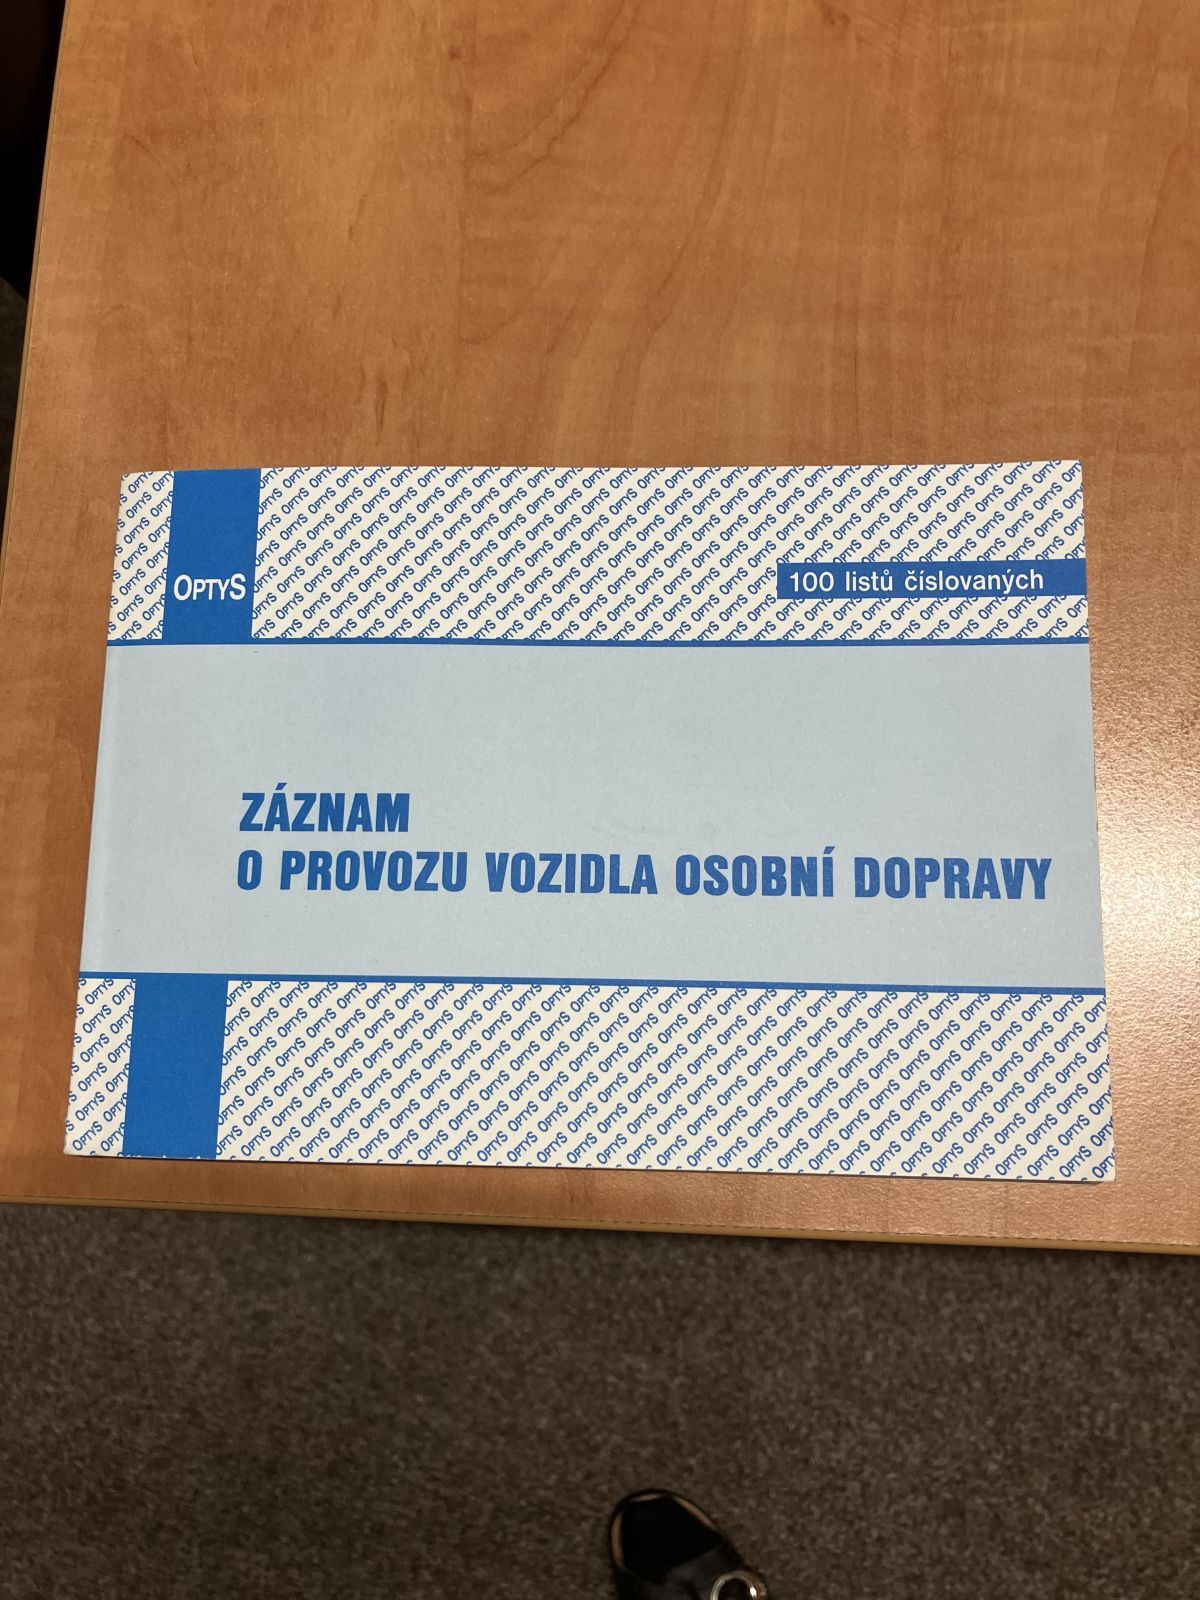 OPTYS
100 listů číslovaných
ZÁZNAM
O PROVOZU VOZIDLA OSOBNÍ DOPRAVY